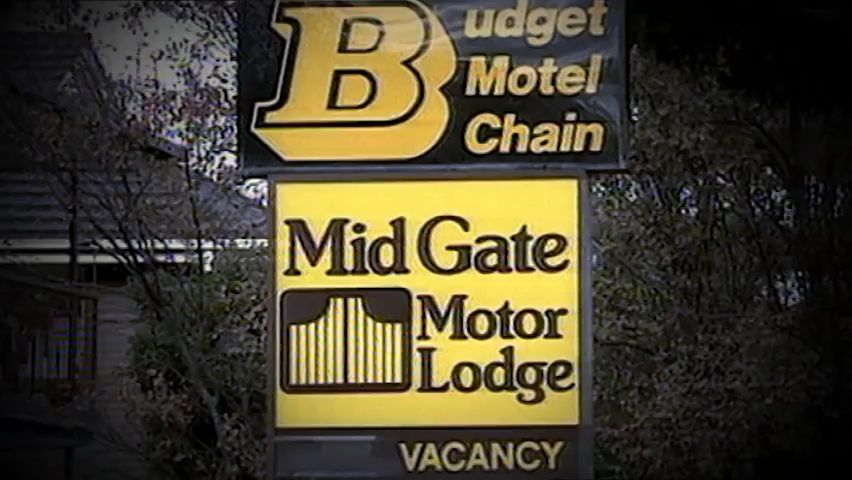 Budget
Motel
Chain
Mid Gate
Motor
Lodge
VACANCY